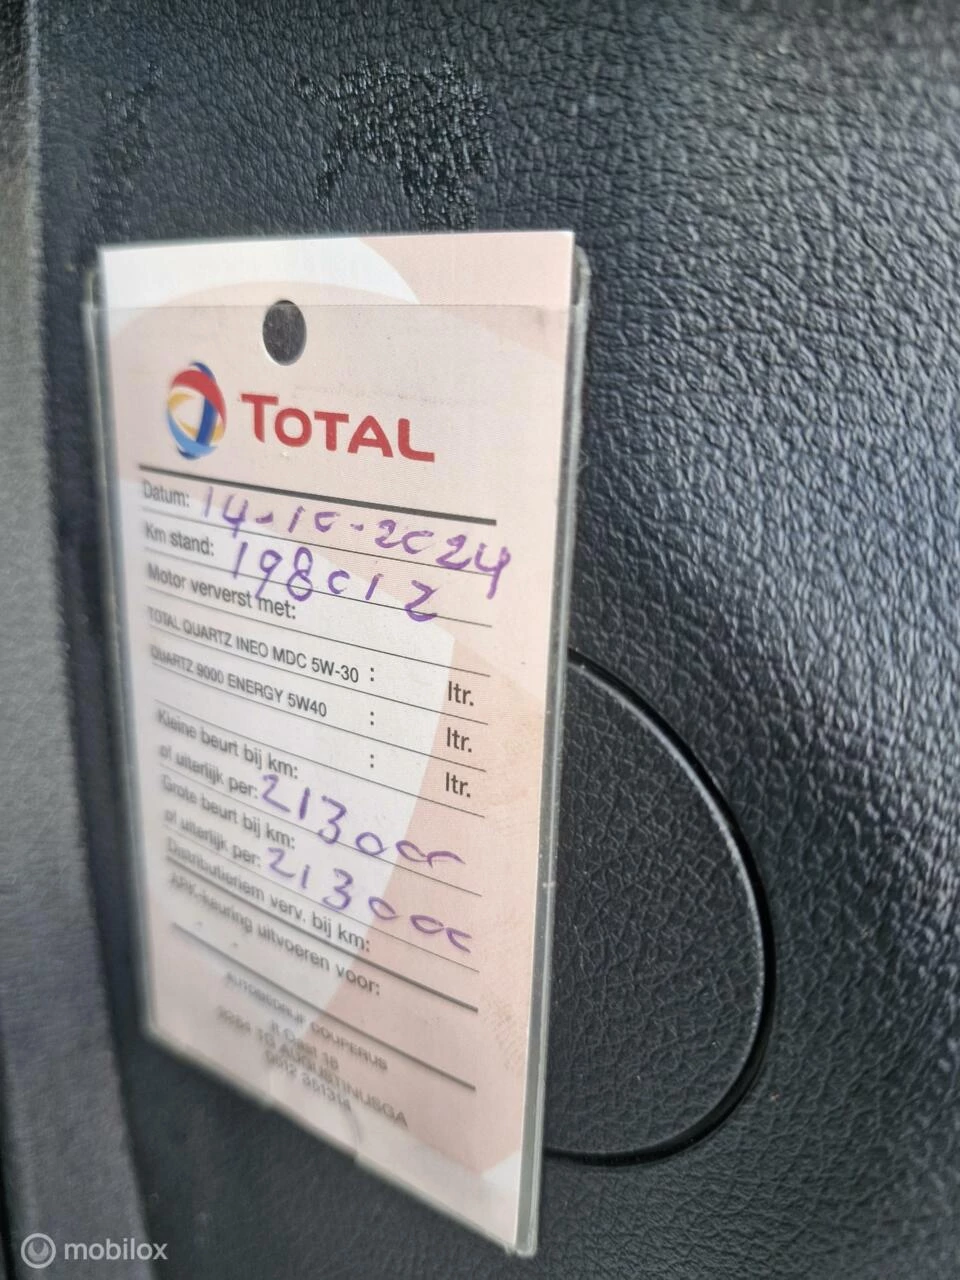 TOTAL
Datum: 14-10-2024
Km stand: 198012
Motor ververst met:
TOTAL QUARTZ INEO MDC 5W-30 : ltr.
QUARTZ 9000 ENERGY 5W40 : ltr.
: ltr.
Kleine beurt bij km:
of uiterlijk per: 213000
Grote beurt bij km:
of uiterlijk per: 213000
Distributieriem verv. bij km:
APK-keuring uitvoeren voor:
AUTOBEDRIJF COUPERUS
AUGUSTINUSGA
0512 351314
mobilox